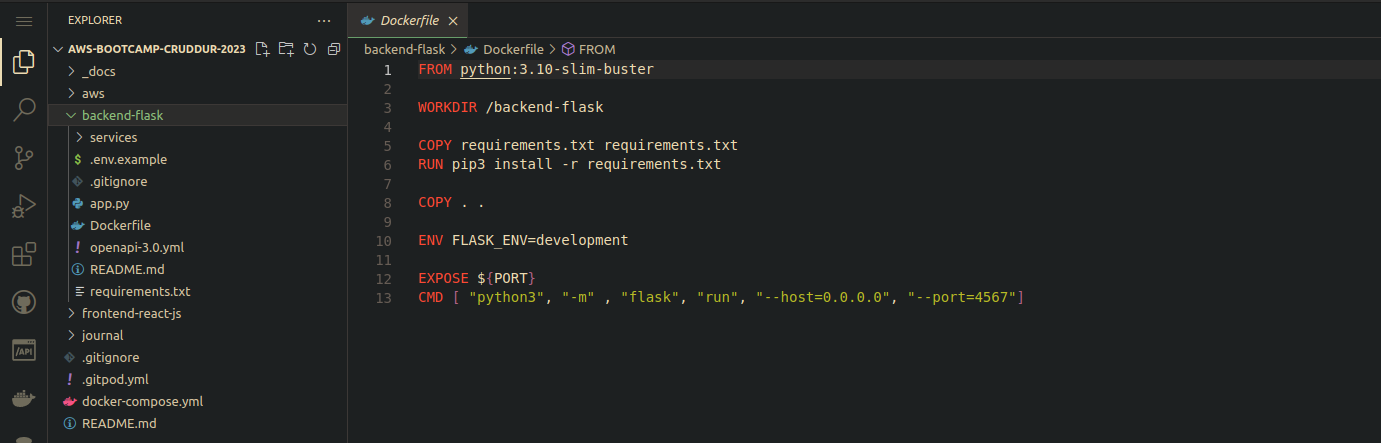 EXPLORER
AWS-BOOTCAMP-CRUDDUR-2023
_docs
aws
backend-flask
services
$ .env.example
.gitignore
app.py
Dockerfile
! openapi-3.0.yml
README.md
requirements.txt
frontend-react-js
journal
.gitignore
! .gitpod.yml
docker-compose.yml
README.md
/API
Dockerfile
backend-flask > Dockerfile > FROM
1 FROM python:3.10-slim-buster
2
3 WORKDIR /backend-flask
4
5 COPY requirements.txt requirements.txt
6 RUN pip3 install -r requirements.txt
7
8 COPY . .
9
10 ENV FLASK_ENV=development
11
12 EXPOSE ${PORT}
13 CMD [ "python3", "-m" , "flask", "run", "--host=0.0.0.0", "--port=4567"]